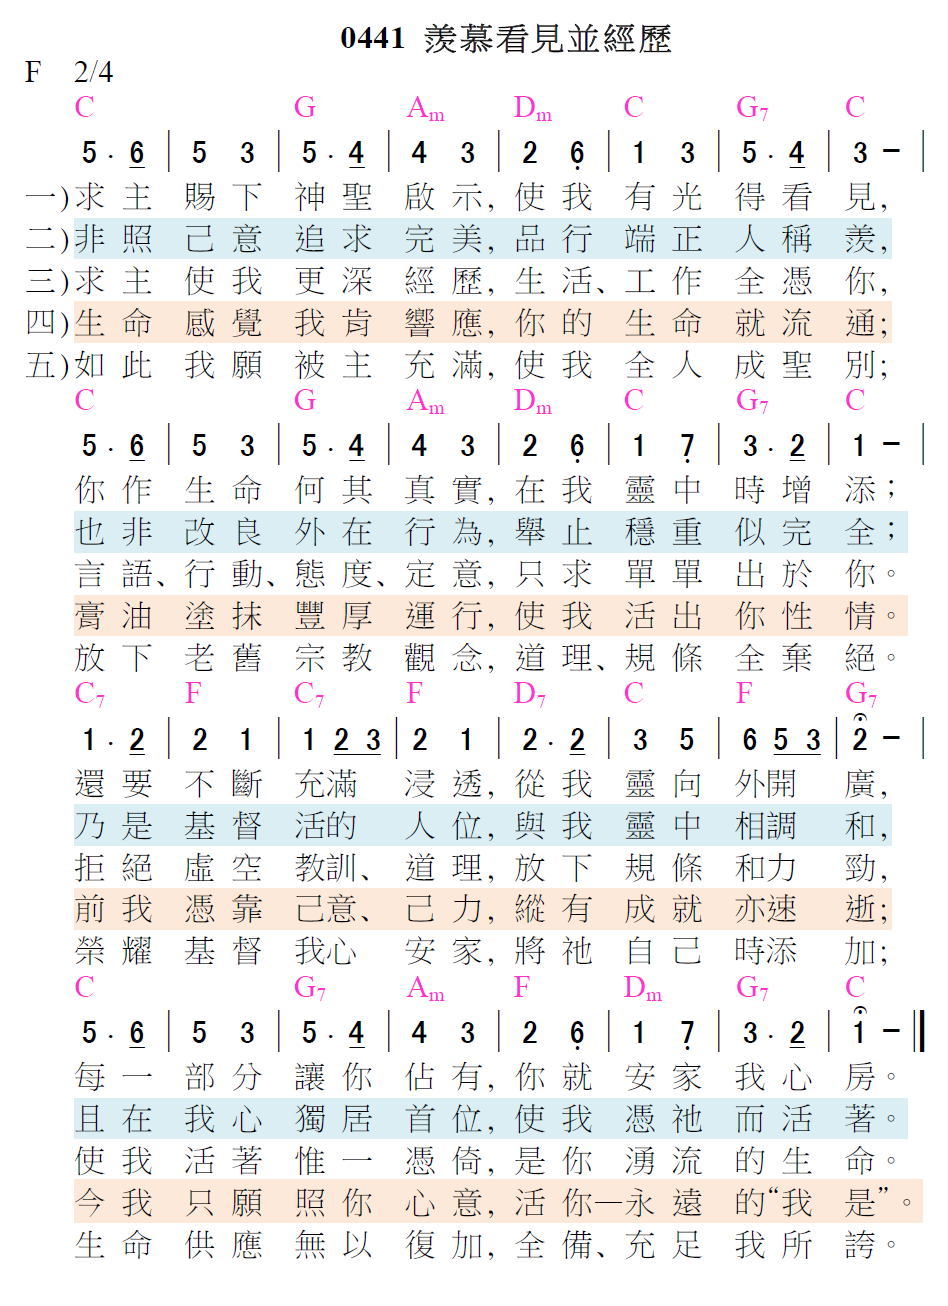 0441 羨慕看見並經歷
F 2/4
C G Am Dm C G7 C
5 . 6 | 5 3 | 5 . 4 | 4 3 | 2 6̣ | 1 3 | 5 . 4 | 3 – |
一)求主賜下神聖啟示,使我有光得看見,
二)非照己意追求完美,品行端正人稱羨,
三)求主使我更深經歷,生活、工作全憑你,
四)生命感覺我肯響應,你的生命就流通;
五)如此我願被主充滿,使我全人成聖別;
C G Am Dm C G7 C
5 . 6 | 5 3 | 5 . 4 | 4 3 | 2 6̣ | 1 7̣ | 3 . 2 | 1 – |
你作生命何其真實,在我靈中時增添;
也非改良外在行為,舉止穩重似完全;
言語、行動、態度、定意,只求單單出於你。
膏油塗抹豐厚運行,使我活出你性情。
放下老舊宗教觀念,道理、規條全棄絕。
C7 F C7 F D7 C F G7
1 . 2 | 2 1 | 1 2 3 | 2 1 | 2 . 2 | 3 5 | 6 5 3 | 2 – |
還要不斷充滿浸透,從我靈向外開廣,
乃是基督活的人位,與我靈中相調和,
拒絕虛空教訓、道理,放下規條和力勁,
前我憑靠己意、己力,縱有成就亦速逝;
榮耀基督我心安家,將祂自己時添加;
C G7 Am F Dm G7 C
5 . 6 | 5 3 | 5 . 4 | 4 3 | 2 6̣ | 1 7̣ | 3 . 2 | 1 – ‖
每一部分讓你佔有,你就安家我心房。
且在我心獨居首位,使我憑祂而活著。
使我活著惟一憑倚,是你湧流的生命。
今我只願照你心意,活你—永遠的“我是”。
生命供應無以復加,全備、充足我所誇。